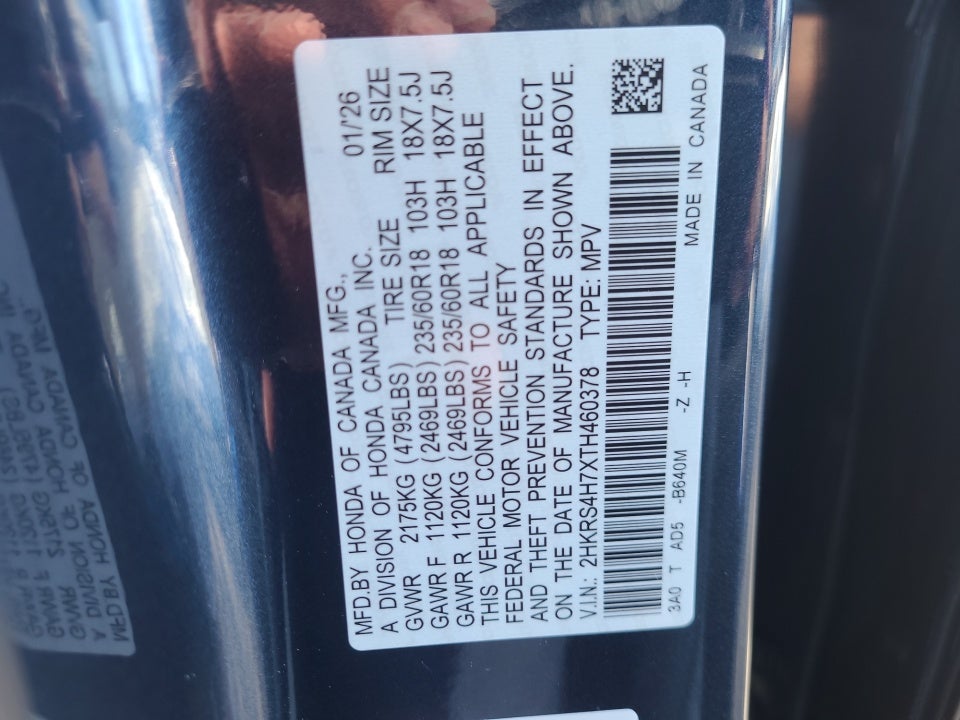 MFD.BY HONDA OF CANADA MFG., 01/26
A DIVISION OF HONDA CANADA INC.
GVWR 2175KG (4795LBS) TIRE SIZE RIM SIZE
GAWR F 1120KG (2469LBS) 235/60R18 103H 18X7.5J
GAWR R 1120KG (2469LBS) 235/60R18 103H 18X7.5J
THIS VEHICLE CONFORMS TO ALL APPLICABLE
FEDERAL MOTOR VEHICLE SAFETY
AND THEFT PREVENTION STANDARDS IN EFFECT
ON THE DATE OF MANUFACTURE SHOWN ABOVE.
V.I.N.: 2HKRS4H7XTH460378 TYPE: MPV
3A0 T AD5 -B640M -Z -H MADE IN CANADA